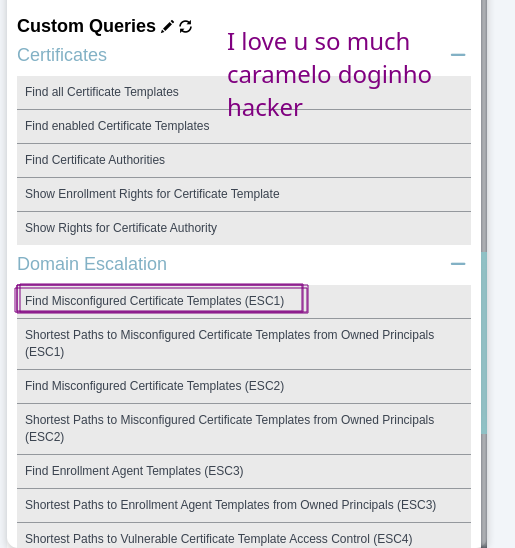 Custom Queries
I love u so much
caramelo doginho
hacker
Certificates
Find all Certificate Templates
Find enabled Certificate Templates
Find Certificate Authorities
Show Enrollment Rights for Certificate Template
Show Rights for Certificate Authority
Domain Escalation
Find Misconfigured Certificate Templates (ESC1)
Shortest Paths to Misconfigured Certificate Templates from Owned Principals
(ESC1)
Find Misconfigured Certificate Templates (ESC2)
Shortest Paths to Misconfigured Certificate Templates from Owned Principals
(ESC2)
Find Enrollment Agent Templates (ESC3)
Shortest Paths to Enrollment Agent Templates from Owned Principals (ESC3)
Shortest Paths to Vulnerable Certificate Template Access Control (ESC4)